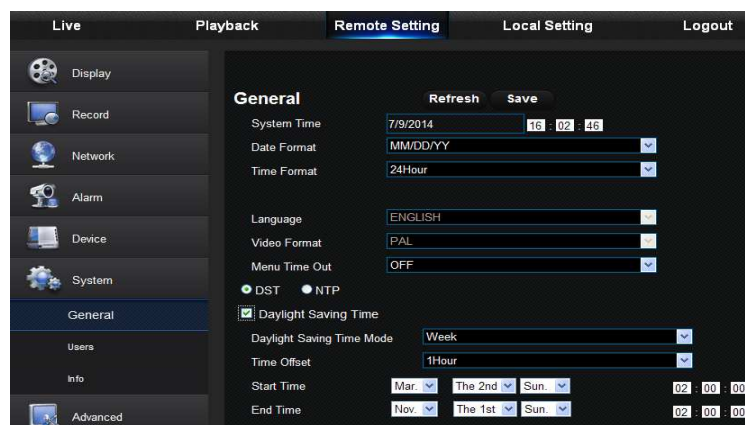 Live Playback Remote Setting Local Setting Logout
Display
Record
Network
Alarm
Device
System
General
Users
Info
Advanced
General Refresh Save
System Time 7/9/2014 16 : 02 : 46
Date Format MM/DD/YY
Time Format 24Hour
Language ENGLISH
Video Format PAL
Menu Time Out OFF
DST NTP
Daylight Saving Time
Daylight Saving Time Mode Week
Time Offset 1Hour
Start Time Mar. The 2nd Sun. 02 : 00 : 00
End Time Nov. The 1st Sun. 02 : 00 : 00